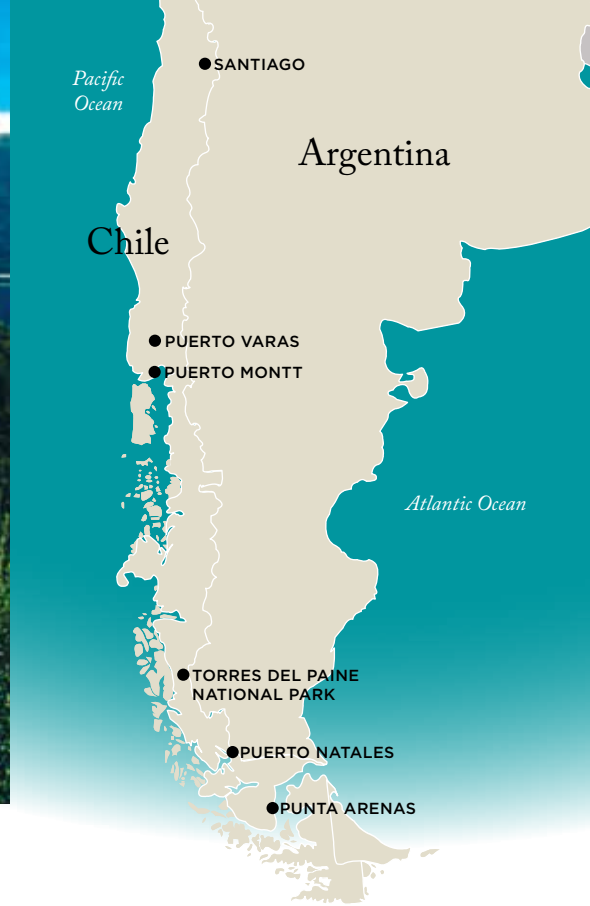 SANTIAGO
Pacific
Ocean
Argentina
Chile
PUERTO VARAS
PUERTO MONTT
Atlantic Ocean
TORRES DEL PAINE
NATIONAL PARK
PUERTO NATALES
PUNTA ARENAS